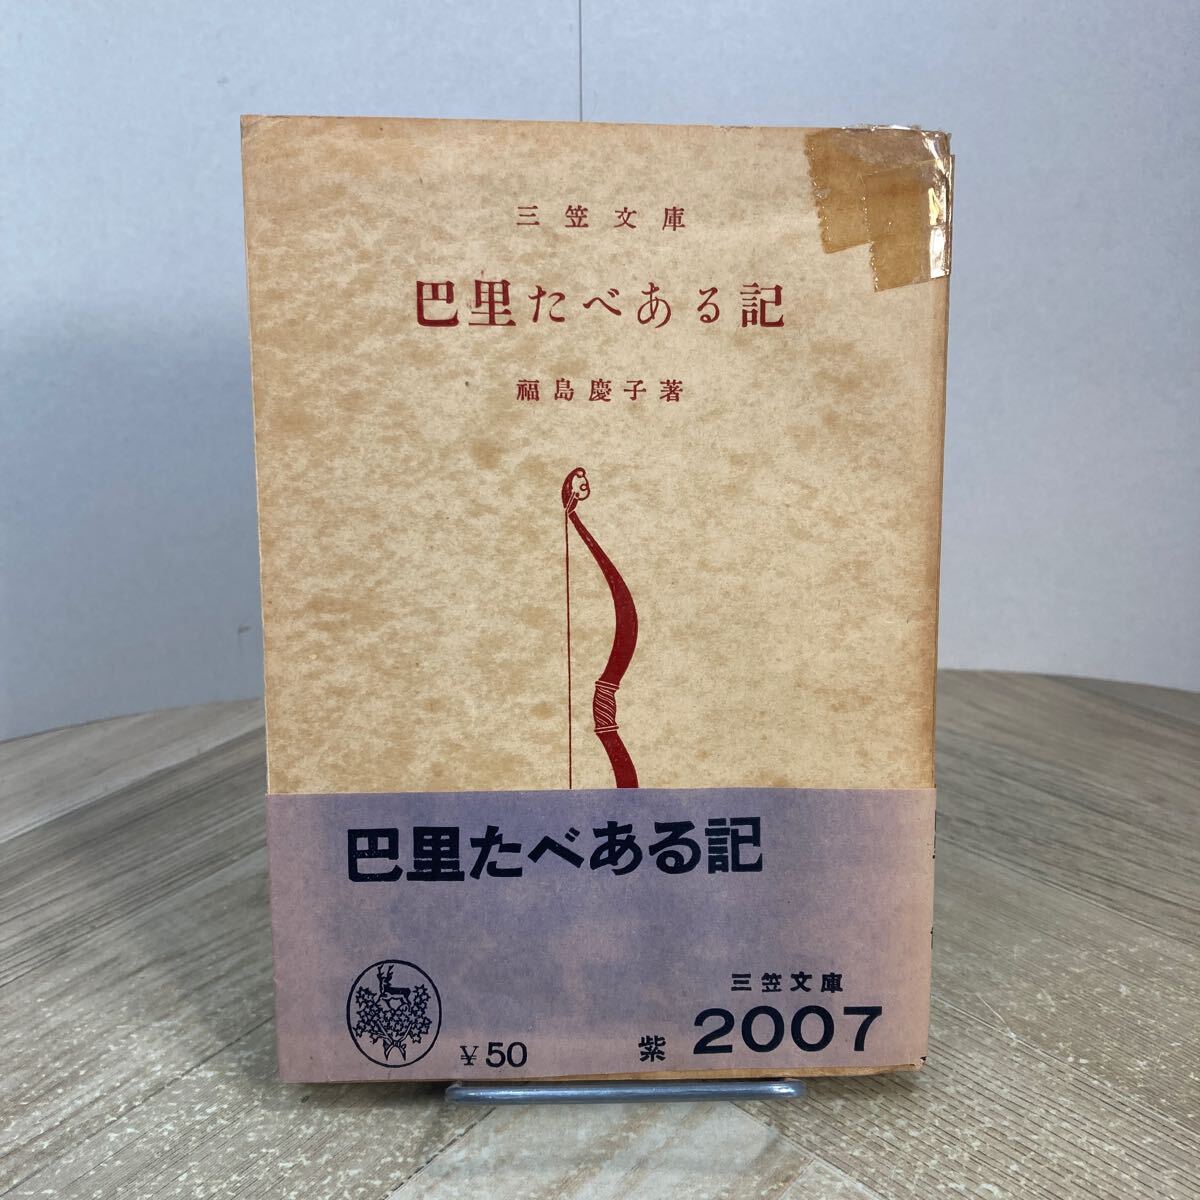 三笠文庫
巴里たべある記
福島慶子著
巴里たべある記
三笠文庫
¥50
紫 2007